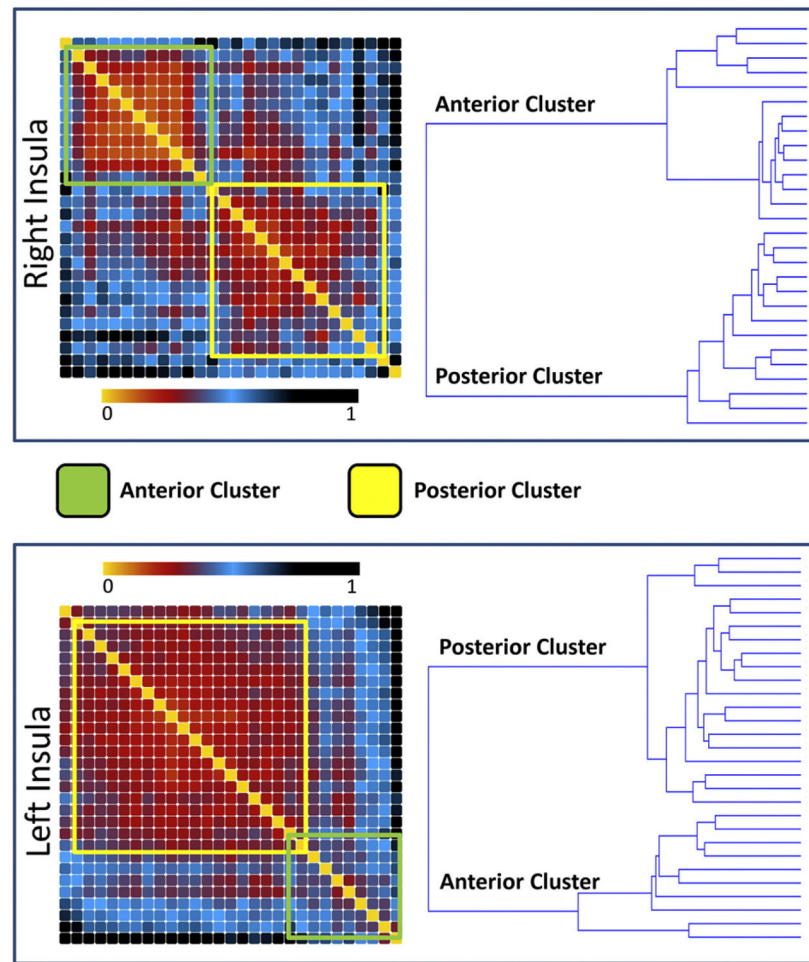 Right Insula
Anterior Cluster
Posterior Cluster
0 1
Anterior Cluster
Posterior Cluster
0 1
Left Insula
Posterior Cluster
Anterior Cluster